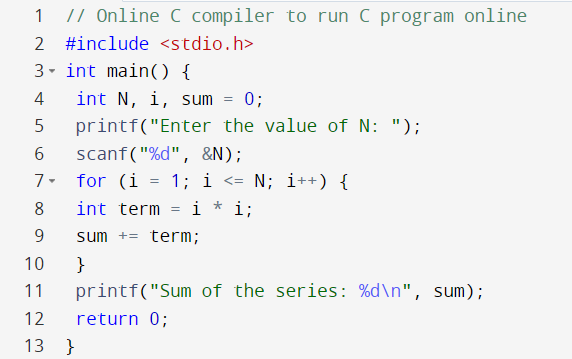 1 // Online C compiler to run C program online
2 #include <stdio.h>
3 int main() {
4 int N, i, sum = 0;
5 printf("Enter the value of N: ");
6 scanf("%d", &N);
7 for (i = 1; i <= N; i++) {
8 int term = i * i;
9 sum += term;
10 }
11 printf("Sum of the series: %d\n", sum);
12 return 0;
13 }